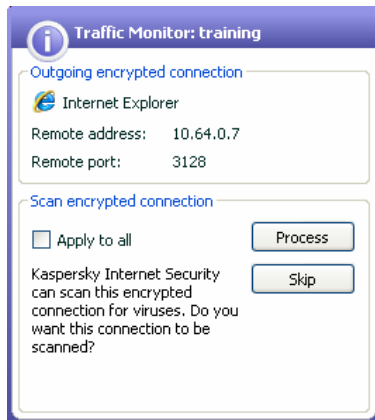 Traffic Monitor: training
Outgoing encrypted connection
Internet Explorer
Remote address: 10.64.0.7
Remote port: 3128
Scan encrypted connection
Apply to all
Process
Skip
Kaspersky Internet Security
can scan this encrypted
connection for viruses. Do you
want this connection to be
scanned?